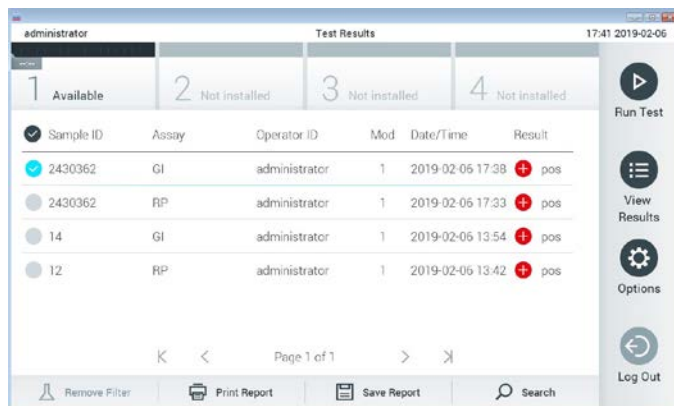 administrator Test Results 17:41 2019-02-06
1 Available 2 Not installed 3 Not installed 4 Not installed
Run Test
Sample ID Assay Operator ID Mod Date/Time Result
2430362 GI administrator 1 2019-02-06 17:38 pos
2430362 RP administrator 1 2019-02-06 17:33 pos
View Results
14 GI administrator 1 2019-02-06 13:54 pos
12 RP administrator 1 2019-02-06 13:42 pos
Options
Page 1 of 1
Log Out
Remove Filter Print Report Save Report Search